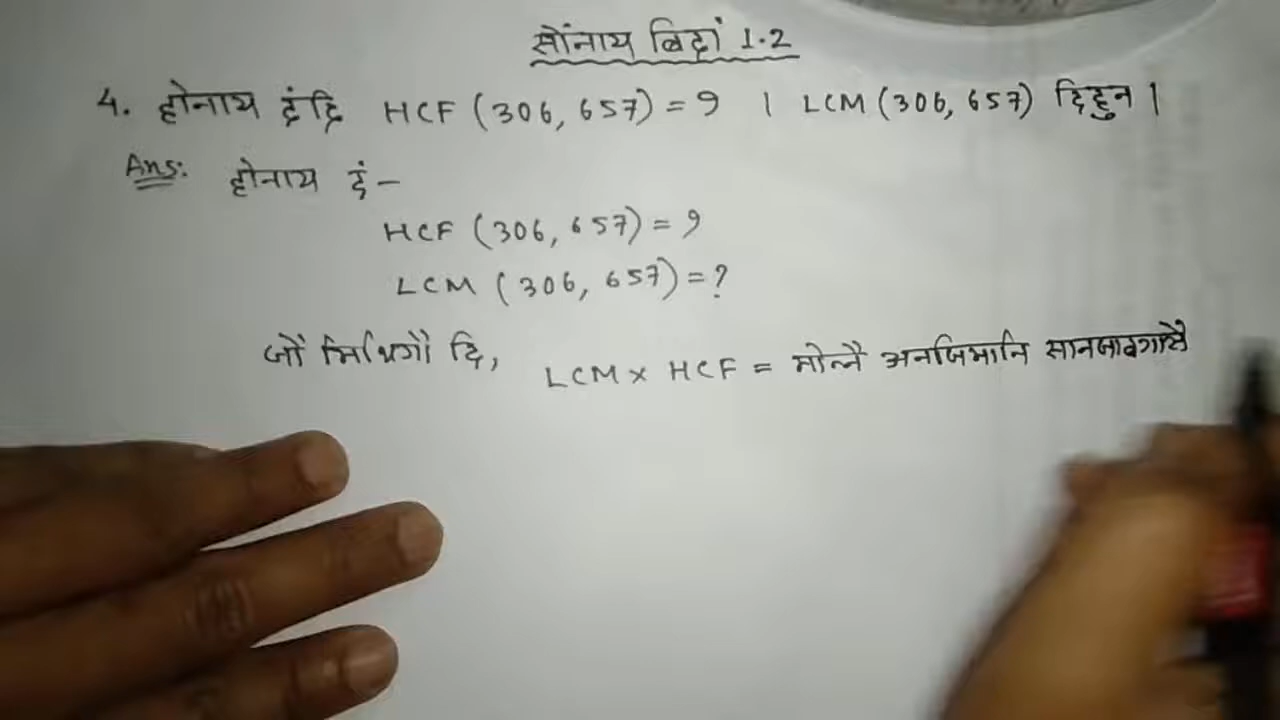 सोंनाय बिदां 1.2
4. होनाय दंदि HCF (306, 657) = 9 । LCM (306, 657) दिहुन ।
Ans: होनाय दं –
HCF (306, 657) = 9
LCM (306, 657) = ?
जों मिथिगौ दि, LCM x HCF = मोन्नै अनजिमानि सानजाबगासै